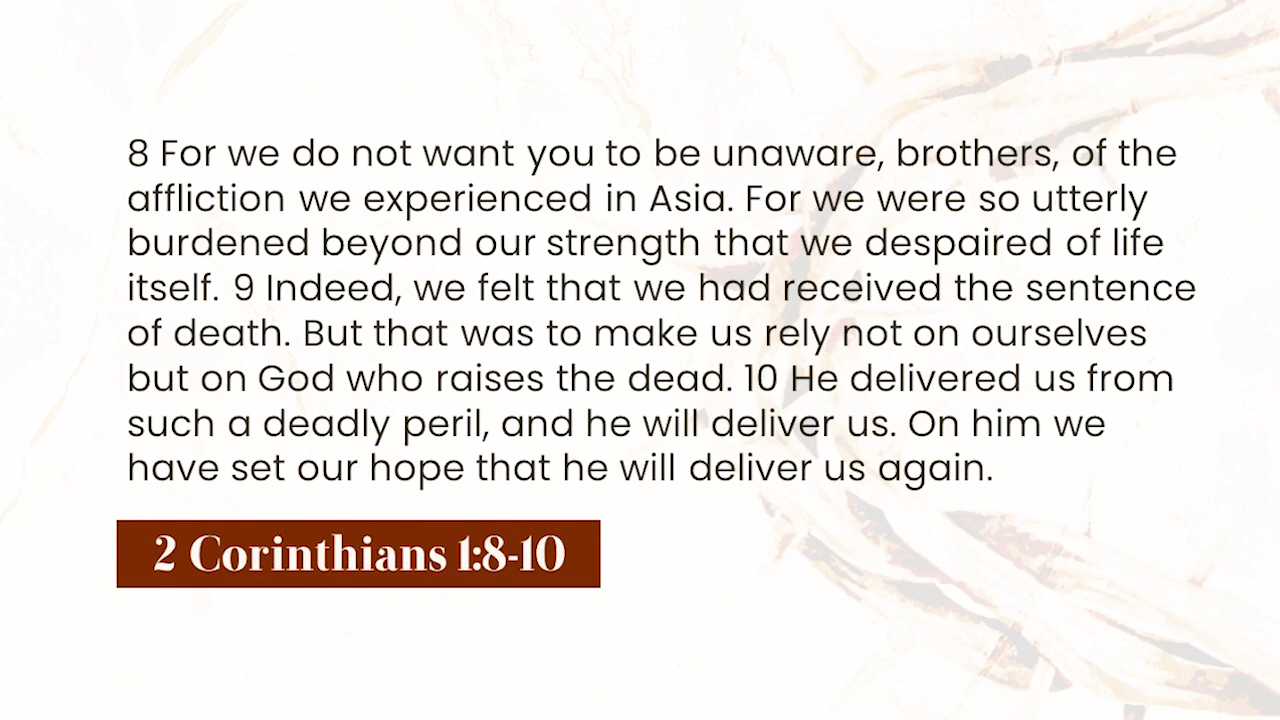 8 For we do not want you to be unaware, brothers, of the
affliction we experienced in Asia. For we were so utterly
burdened beyond our strength that we despaired of life
itself. 9 Indeed, we felt that we had received the sentence
of death. But that was to make us rely not on ourselves
but on God who raises the dead. 10 He delivered us from
such a deadly peril, and he will deliver us. On him we
have set our hope that he will deliver us again.
2 Corinthians 1:8-10